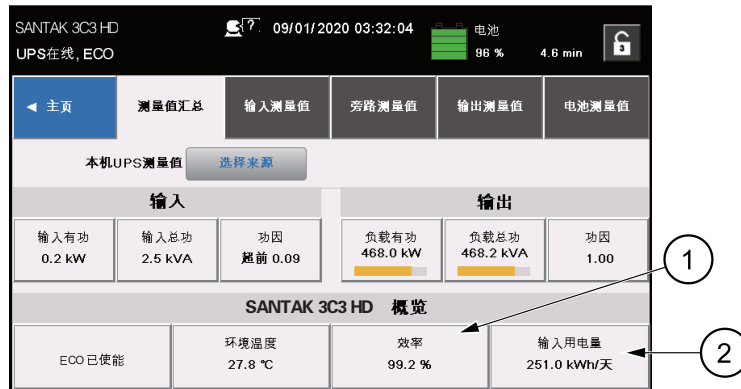 SANTAK 3C3 HD
?
09/01/2020 03:32:04
电池
UPS在线, ECO
96 %
4.6 min
3
◄ 主页
测量值汇总
输入测量值
旁路测量值
输出测量值
电池测量值
本机UPS测量值
选择来源
输入
输出
输入有功
0.2 kW
输入总功
2.5 kVA
功因
超前 0.09
负载有功
468.0 kW
负载总功
468.2 kVA
功因
1.00
1
SANTAK 3C3 HD 概览
ECO已使能
环境温度
27.8 ℃
效率
99.2 %
输入用电量
251.0 kWh/天
2